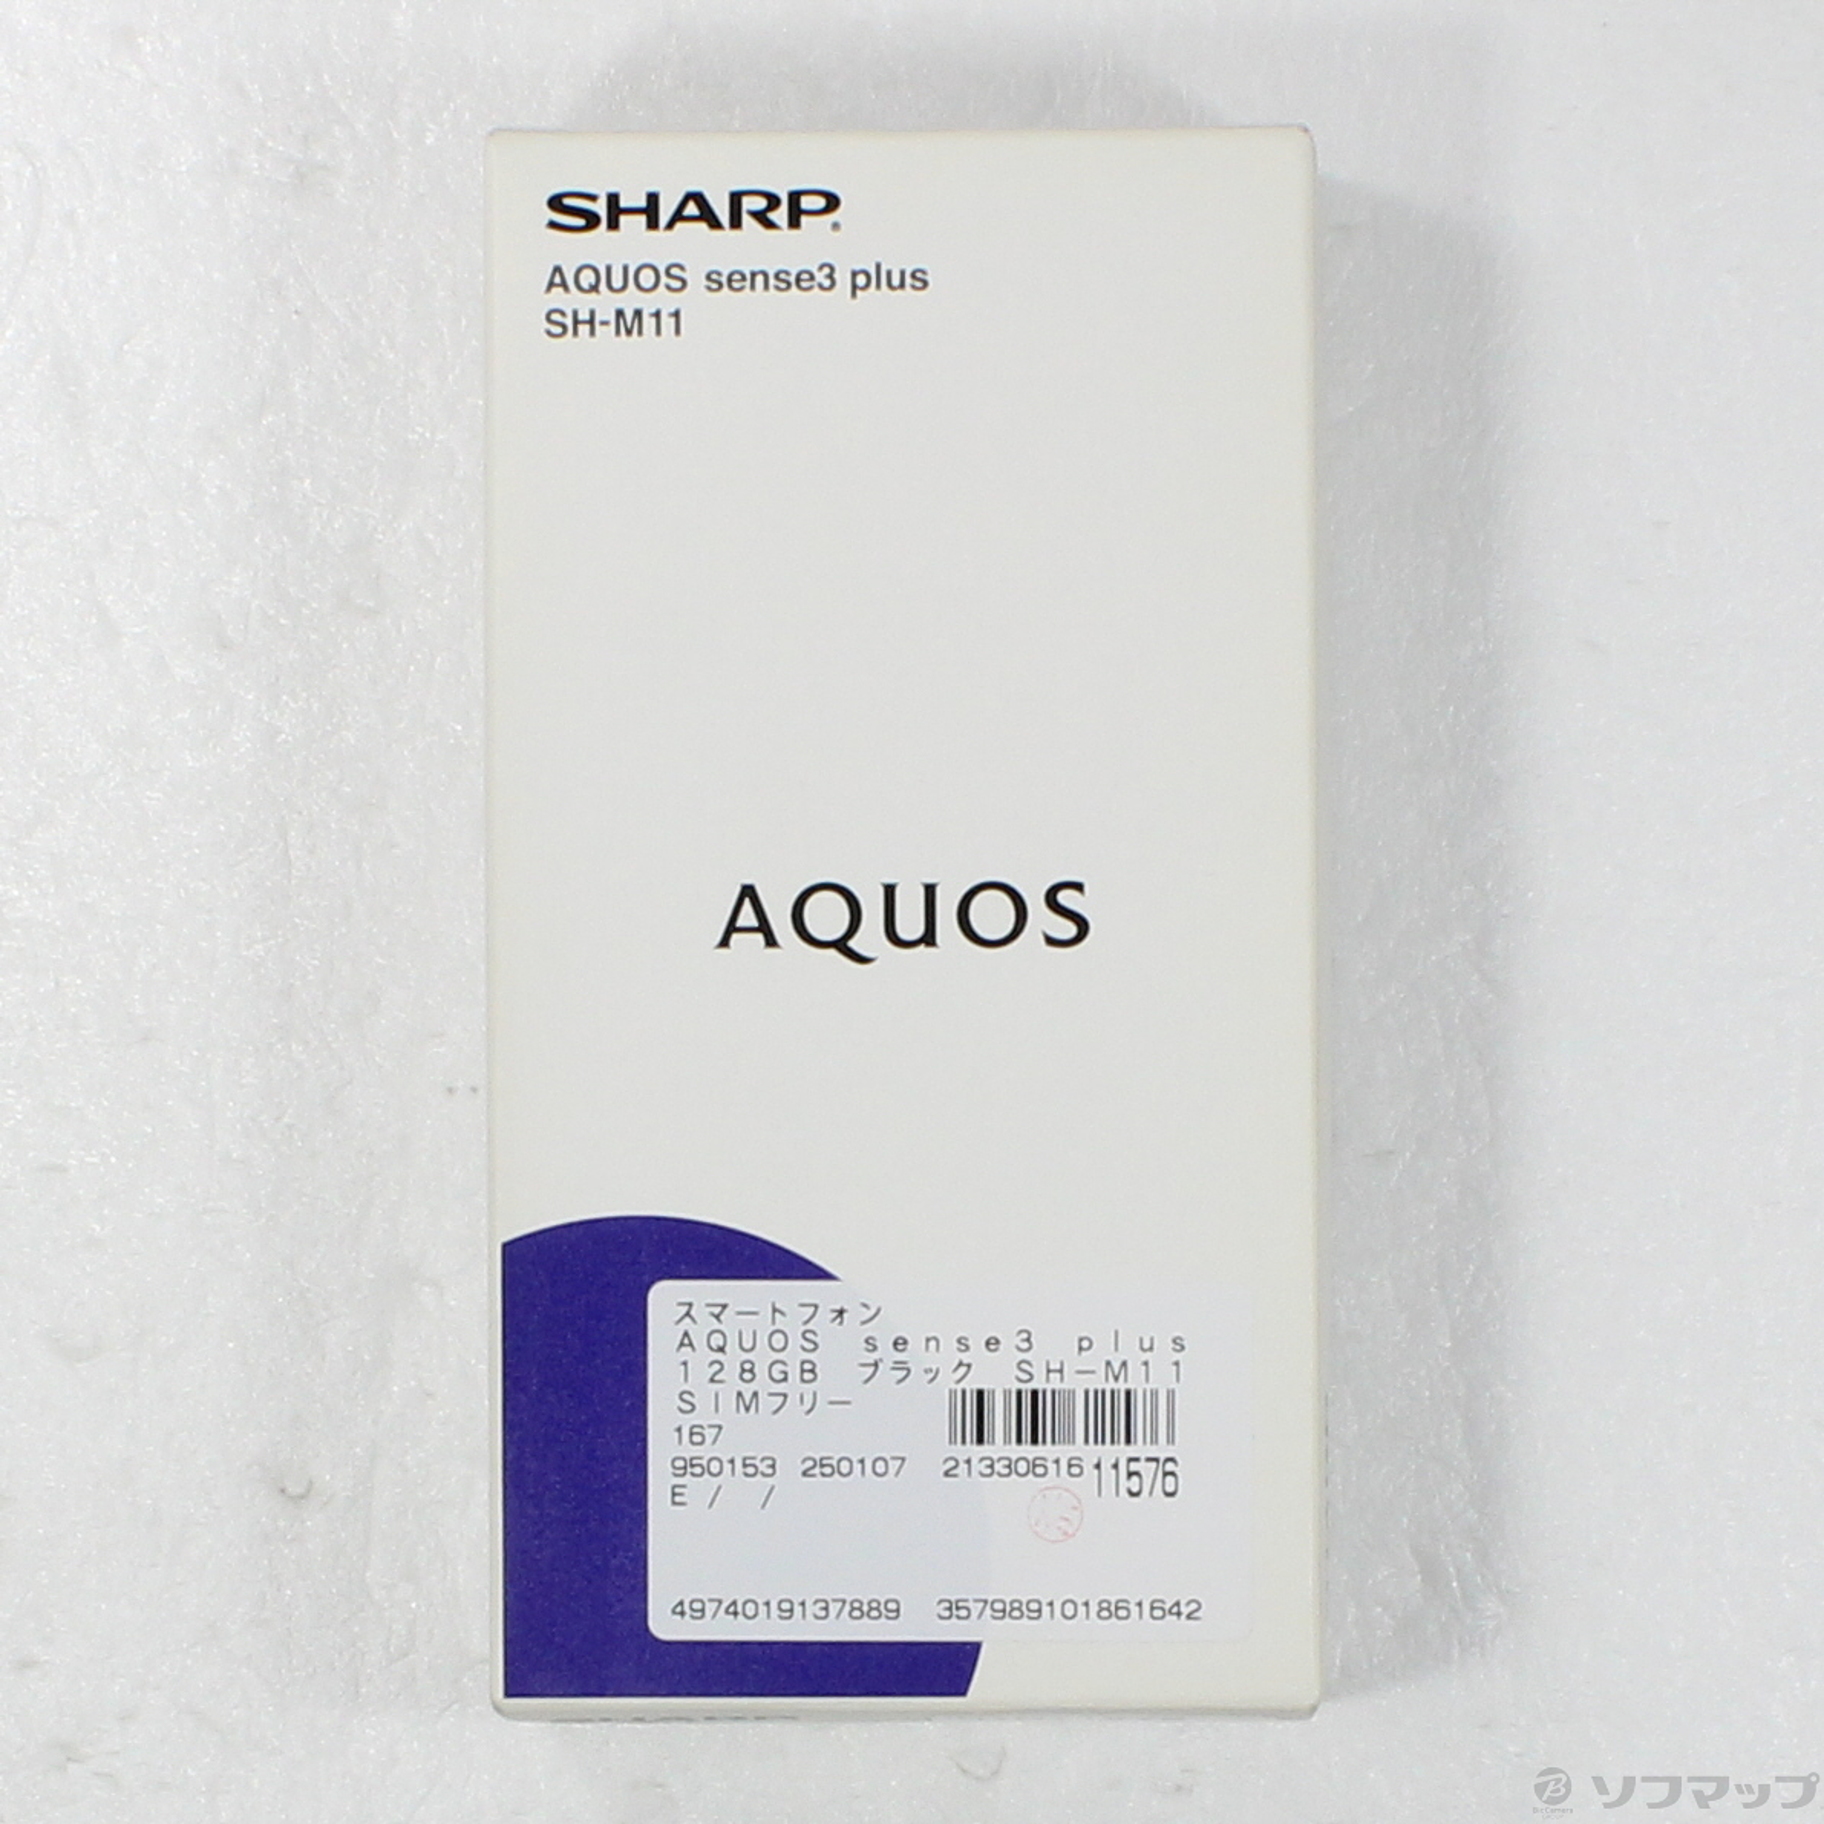 SHARP®
AQUOS sense3 plus
SH-M11
AQUOS
スマートフォン
AQUOS sense3 plus
128GB ブラック SH-M11
SIMフリー
167
950153 250107 21330616 11576
E / /
4974019137889 357989101861642
ソフマップ